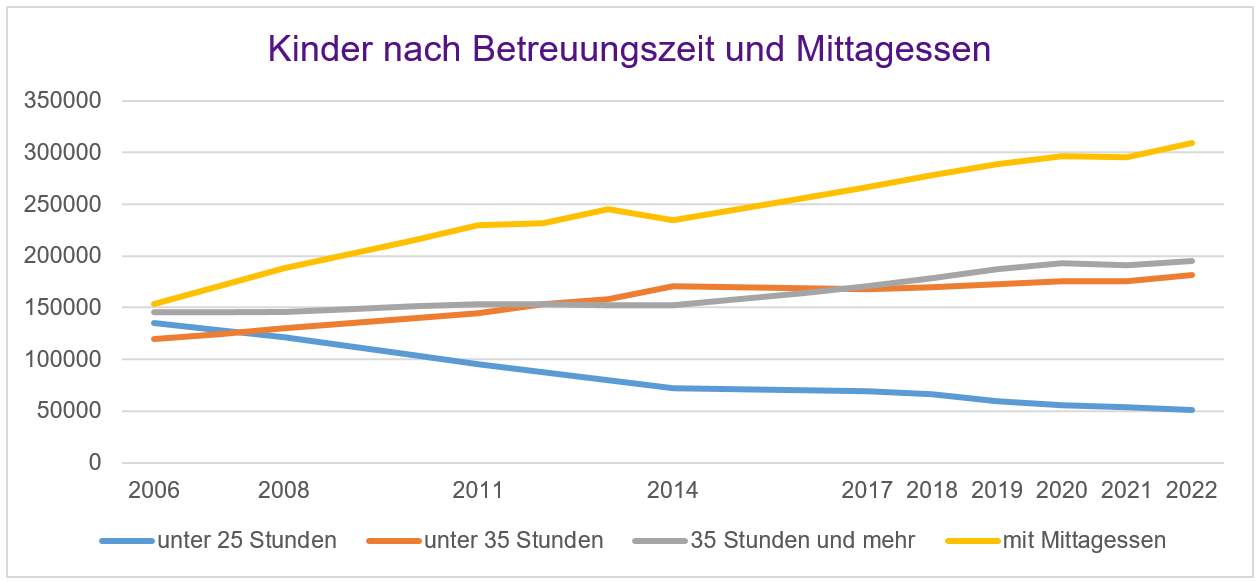 Kinder nach Betreuungszeit und Mittagessen
350000
300000
250000
200000
150000
100000
50000
0
2006 2008 2011 2014 2017 2018 2019 2020 2021 2022
unter 25 Stunden unter 35 Stunden 35 Stunden und mehr mit Mittagessen